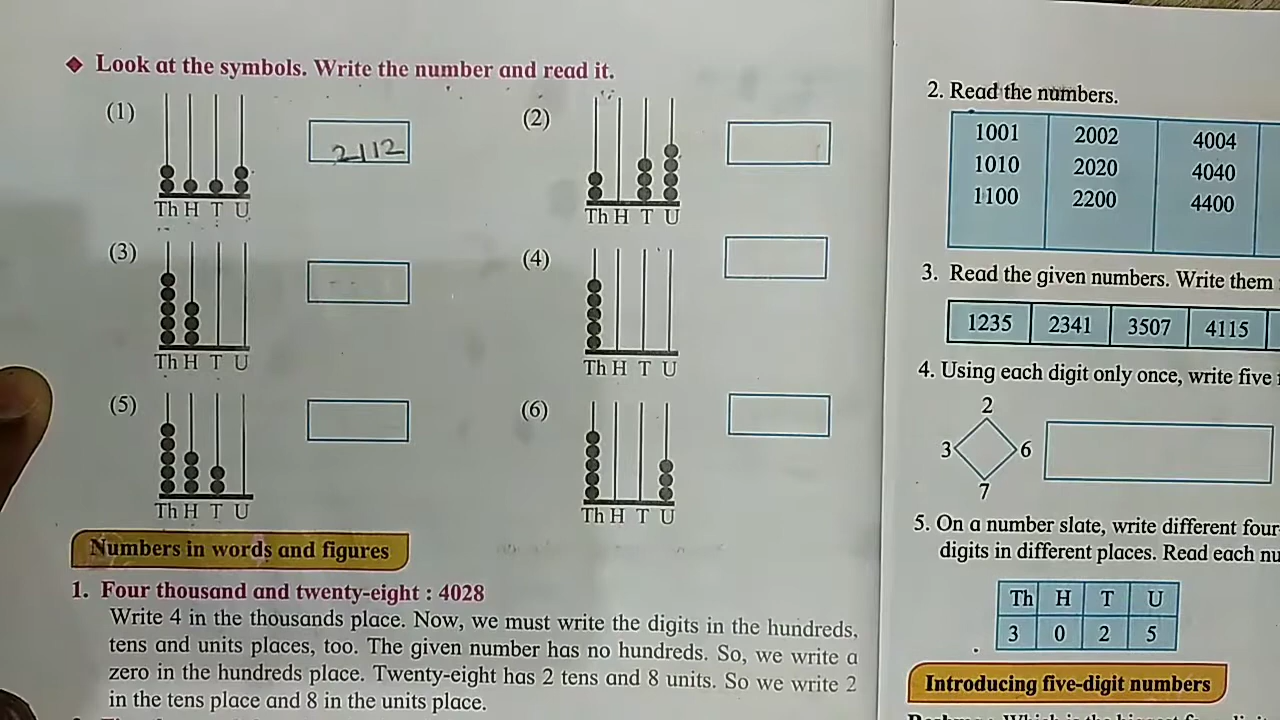 ❖ Look at the symbols. Write the number and read it.
(1)
2112
Th H T U
(2)
Th H T U
(3)
Th H T U
(4)
Th H T U
(5)
Th H T U
(6)
Th H T U
Numbers in words and figures
1. Four thousand and twenty-eight : 4028
Write 4 in the thousands place. Now, we must write the digits in the hundreds,
tens and units places, too. The given number has no hundreds. So, we write a
zero in the hundreds place. Twenty-eight has 2 tens and 8 units. So we write 2
in the tens place and 8 in the units place.
2. Read the numbers.
1001 2002 4004
1010 2020 4040
1100 2200 4400
3. Read the given numbers. Write them
1235 2341 3507 4115
4. Using each digit only once, write five
2
3 6
7
5. On a number slate, write different four-
digits in different places. Read each
Th H T U
3 0 2 5
Introducing five-digit numbers